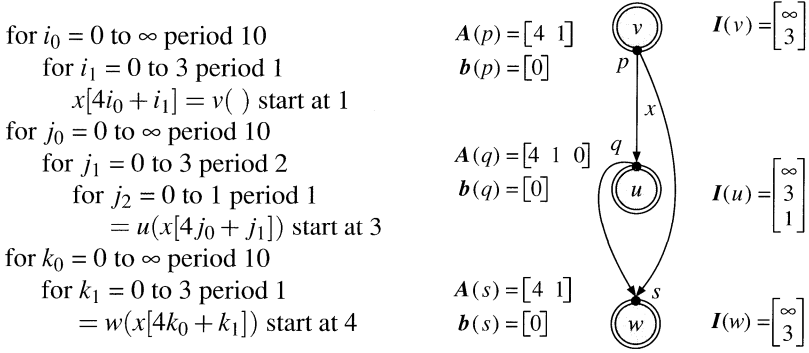 for i₀ = 0 to ∞ period 10
for i₁ = 0 to 3 period 1
x[4i₀ + i₁] = v( ) start at 1
for j₀ = 0 to ∞ period 10
for j₁ = 0 to 3 period 2
for j₂ = 0 to 1 period 1
= u(x[4j₀ + j₁]) start at 3
for k₀ = 0 to ∞ period 10
for k₁ = 0 to 3 period 1
= w(x[4k₀ + k₁]) start at 4
A(p) = [4 1]
b(p) = [0]
v
p
I(v) = [∞
3]
x
A(q) = [4 1 0]
b(q) = [0]
q
u
I(u) = [∞
3
1]
A(s) = [4 1]
b(s) = [0]
s
w
I(w) = [∞
3]